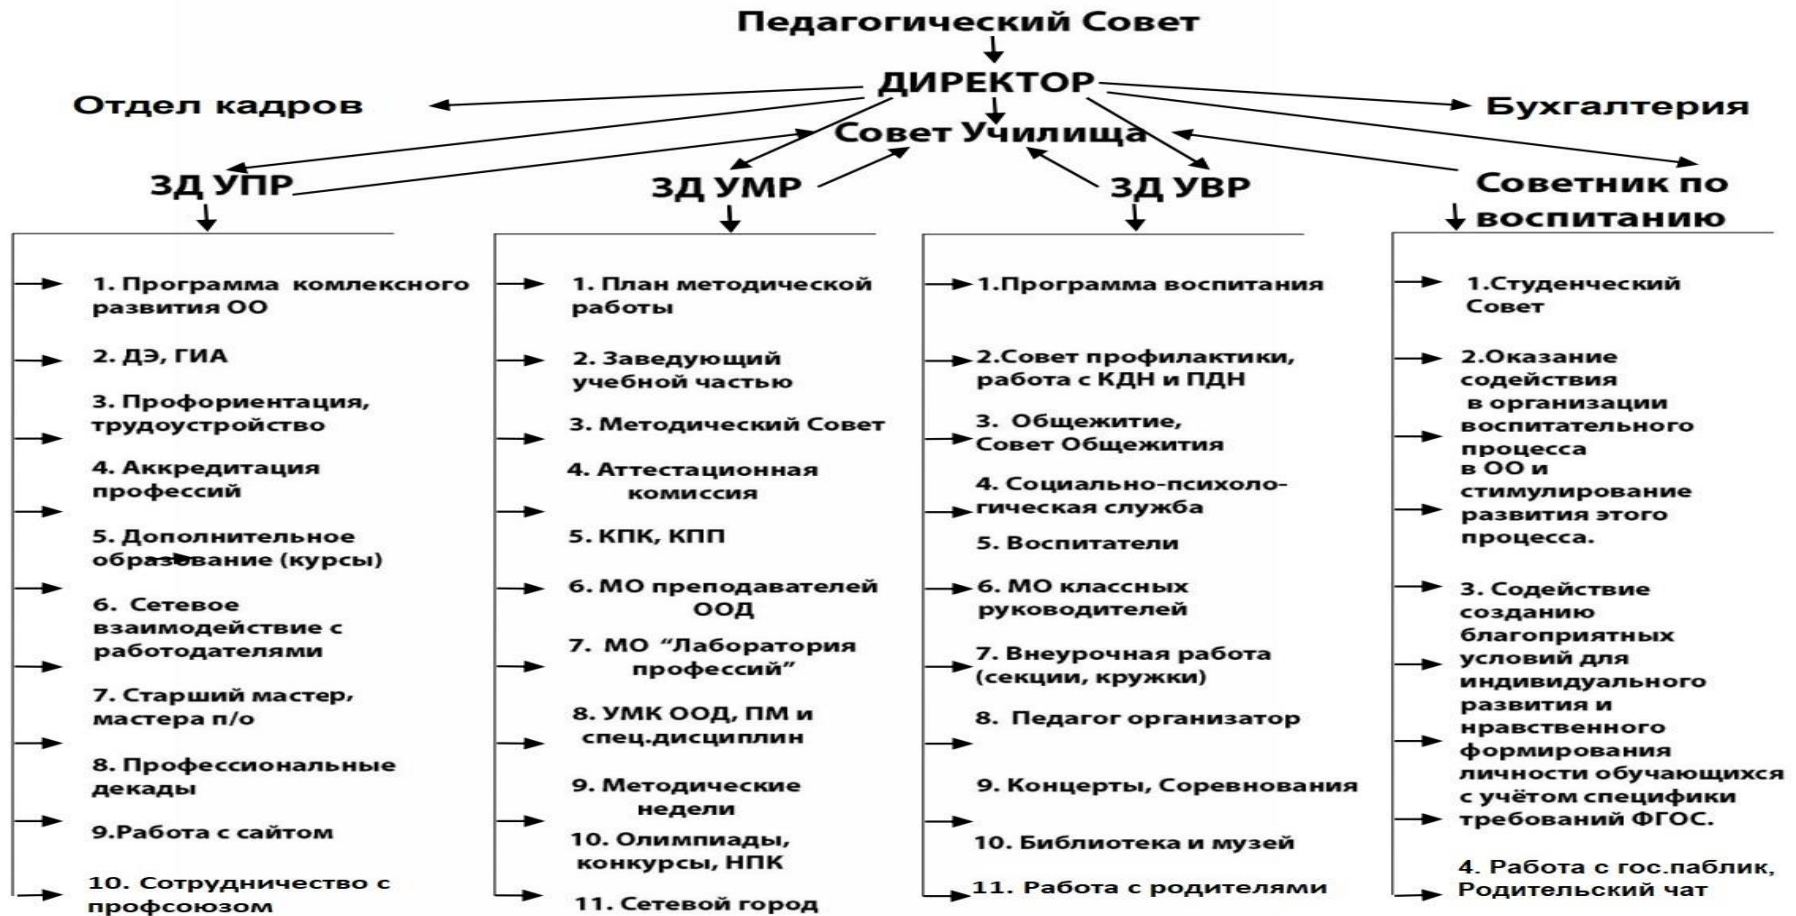 Педагогический Совет
ДИРЕКТОР
Отдел кадров
Бухгалтерия
Совет Училища
ЗД УПР
ЗД УМР
ЗД УВР
Советник по
воспитанию
1. Программа комлексного
развития ОО
2. ДЭ, ГИА
3. Профориентация,
трудоустройство
4. Аккредитация
профессий
5. Дополнительное
образование (курсы)
6. Сетевое
взаимодействие с
работодателями
7. Старший мастер,
мастера п/о
8. Профессиональные
декады
9.Работа с сайтом
10. Сотрудничество с
профсоюзом
1. План методической
работы
2. Заведующий
учебной частью
3. Методический Совет
4. Аттестационная
комиссия
5. КПК, КПП
6. МО преподавателей
ООД
7. МО “Лаборатория
профессий”
8. УМК ООД, ПМ и
спец.дисциплин
9. Методические
недели
10. Олимпиады,
конкурсы, НПК
11. Сетевой город
1.Программа воспитания
2.Совет профилактики,
работа с КДН и ПДН
3. Общежитие,
Совет Общежития
4. Социально-психоло-
гическая служба
5. Воспитатели
6. МО классных
руководителей
7. Внеурочная работа
(секции, кружки)
8. Педагог организатор
9. Концерты, Соревнования
10. Библиотека и музей
11. Работа с родителями
1.Студенческий
Совет
2.Оказание
содействия
в организации
воспитательного
процесса
в ОО и
стимулирование
развития этого
процесса.
3. Содействие
созданию
благоприятных
условий для
индивидуального
развития и
нравственного
формирования
личности обучающихся
с учётом специфики
требований ФГОС.
4. Работа с гос.паблик,
Родительский чат